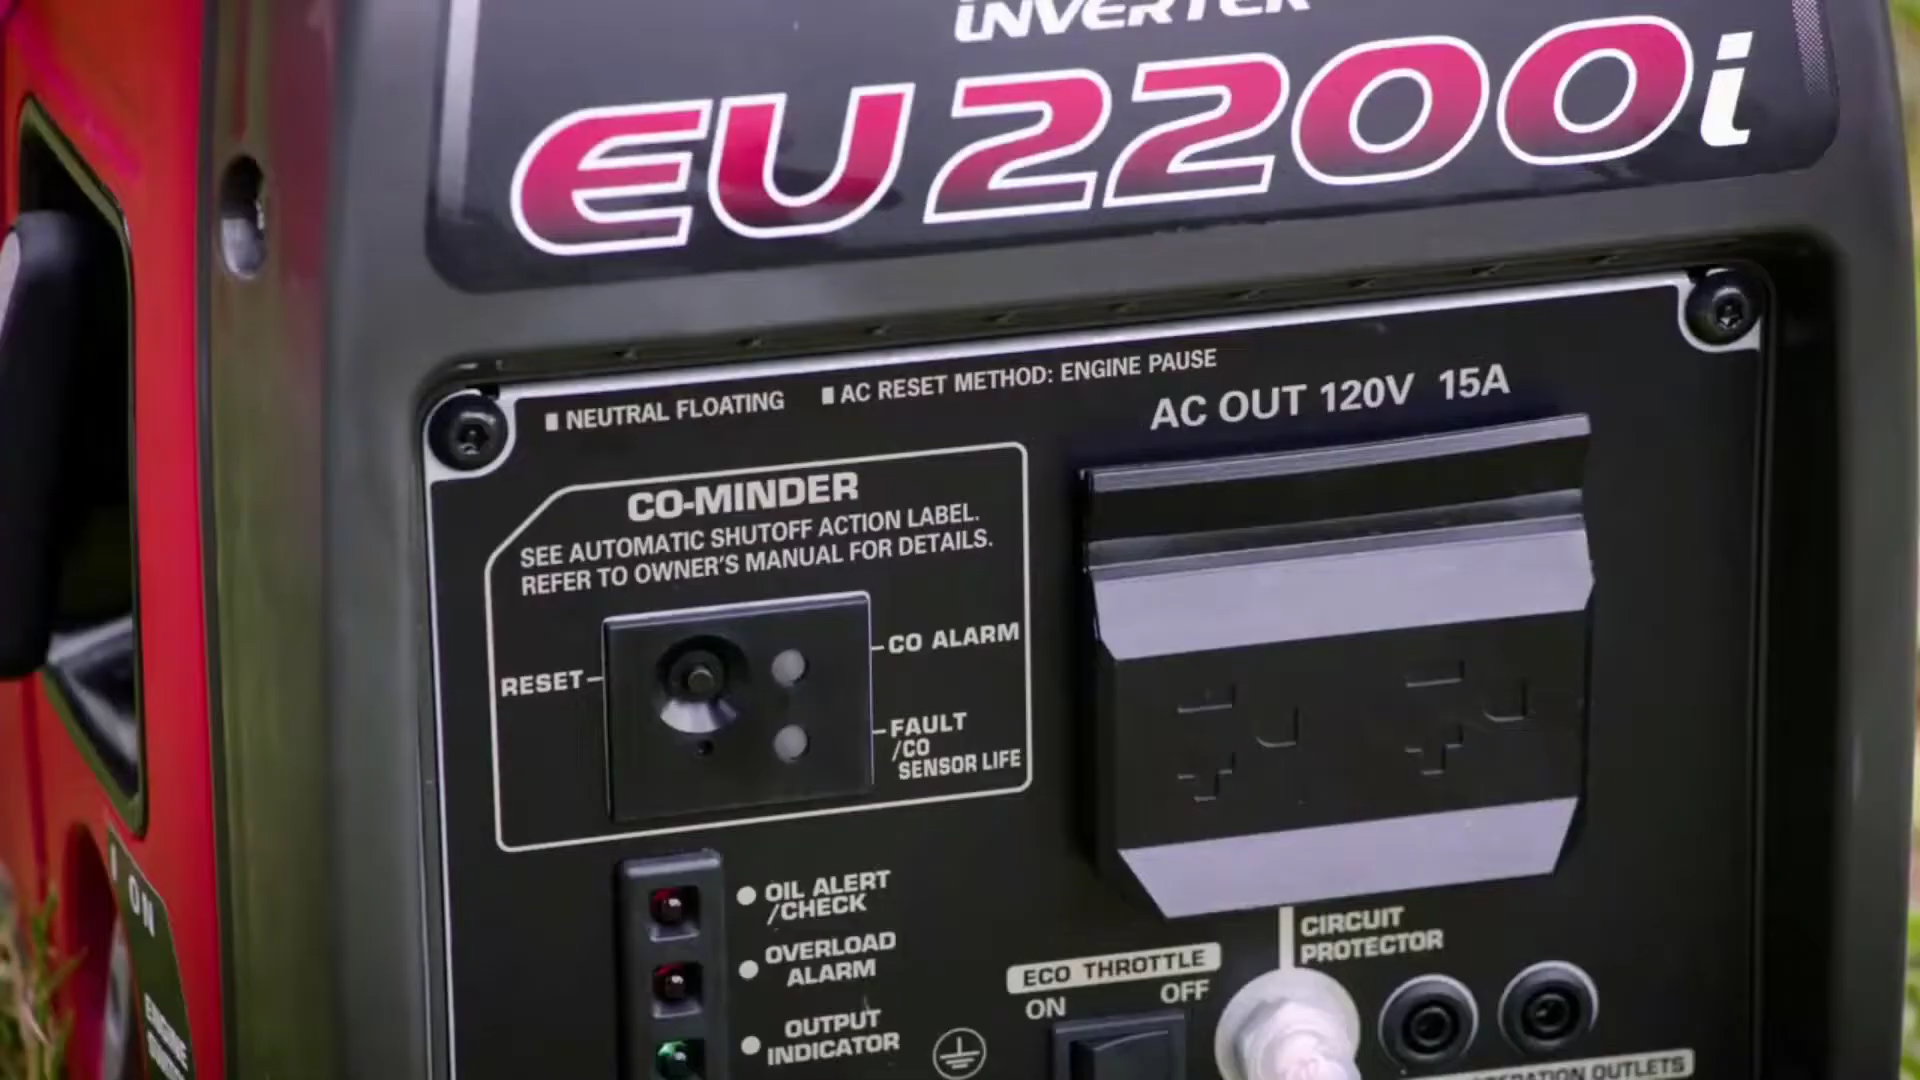 INVERTER
EU2200i
NEUTRAL FLOATING
AC RESET METHOD: ENGINE PAUSE
AC OUT 120V 15A
CO-MINDER
SEE AUTOMATIC SHUTOFF ACTION LABEL.
REFER TO OWNER'S MANUAL FOR DETAILS.
RESET
CO ALARM
FAULT
/CO
SENSOR LIFE
OIL ALERT
/CHECK
OVERLOAD
ALARM
OUTPUT
INDICATOR
ECO THROTTLE
ON OFF
CIRCUIT
PROTECTOR
OUTLETS
ON
ENGINE